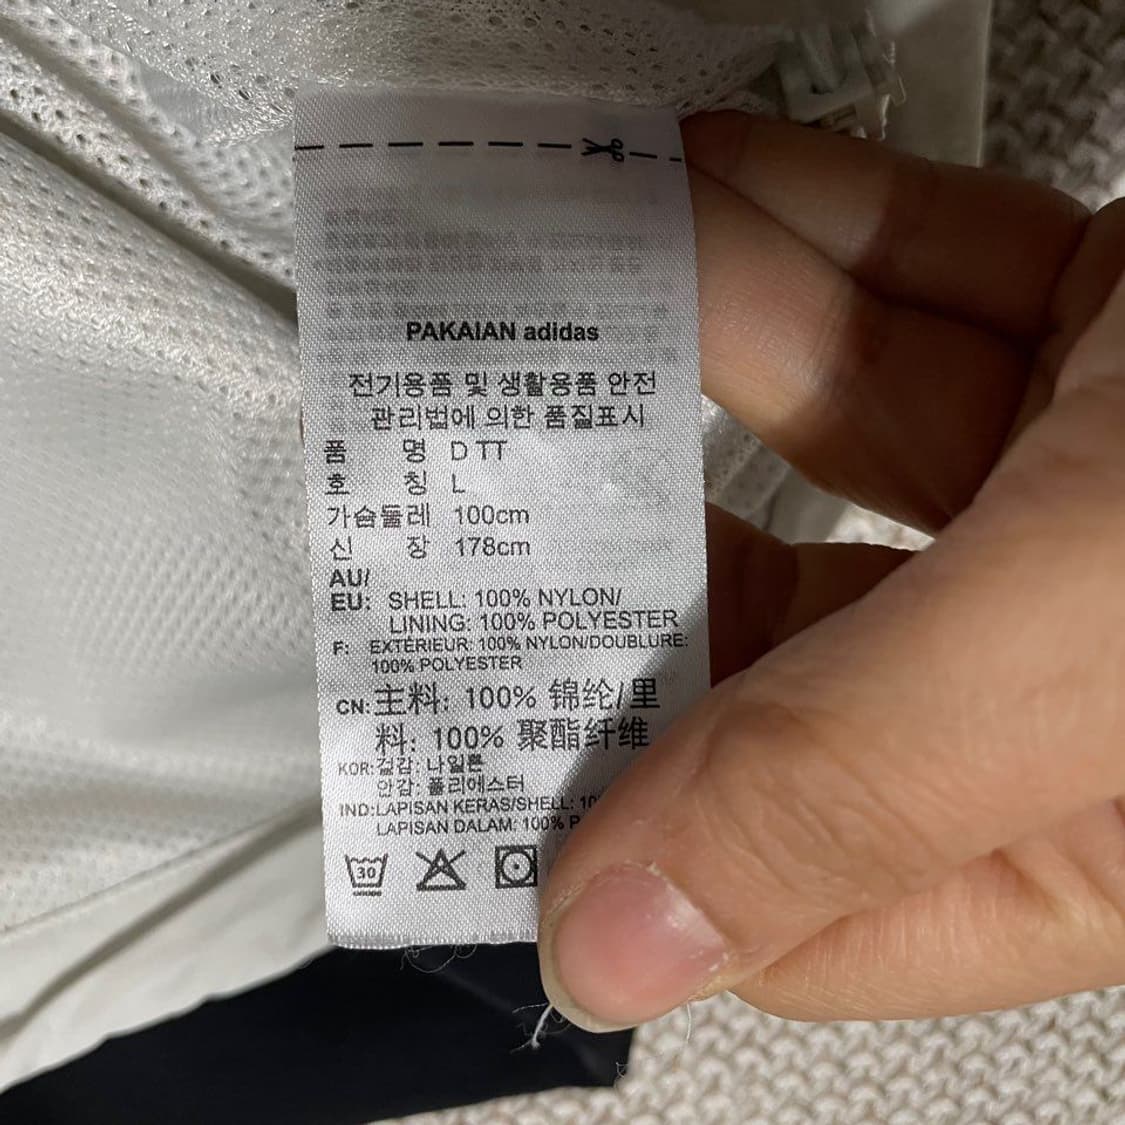 PAKAIAN adidas
전기용품 및 생활용품 안전
관리법에 의한 품질표시
품 명 D TT
호 칭 L
가슴둘레 100cm
신 장 178cm
AU/
EU: SHELL: 100% NYLON/
LINING: 100% POLYESTER
F: EXTÉRIEUR: 100% NYLON/DOUBLURE:
100% POLYESTER
CN: 主料: 100% 锦纶/里
料: 100% 聚酯纤维
KOR: 겉감: 나일론
안감: 폴리에스터
IND: LAPISAN KERAS/SHELL:
LAPISAN DALAM: 100%
30